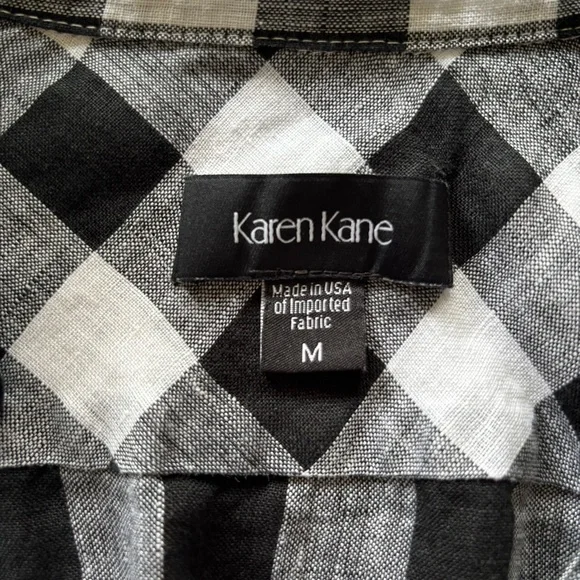 Karen Kane
Made in USA
of Imported
Fabric
M